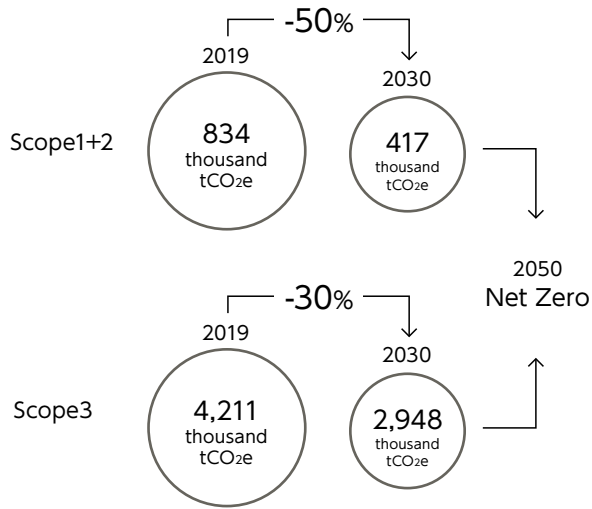 -50%
2019
2030
Scope1+2
834
thousand
tCO2e
417
thousand
tCO2e
2050
Net Zero
-30%
2019
2030
Scope3
4,211
thousand
tCO2e
2,948
thousand
tCO2e